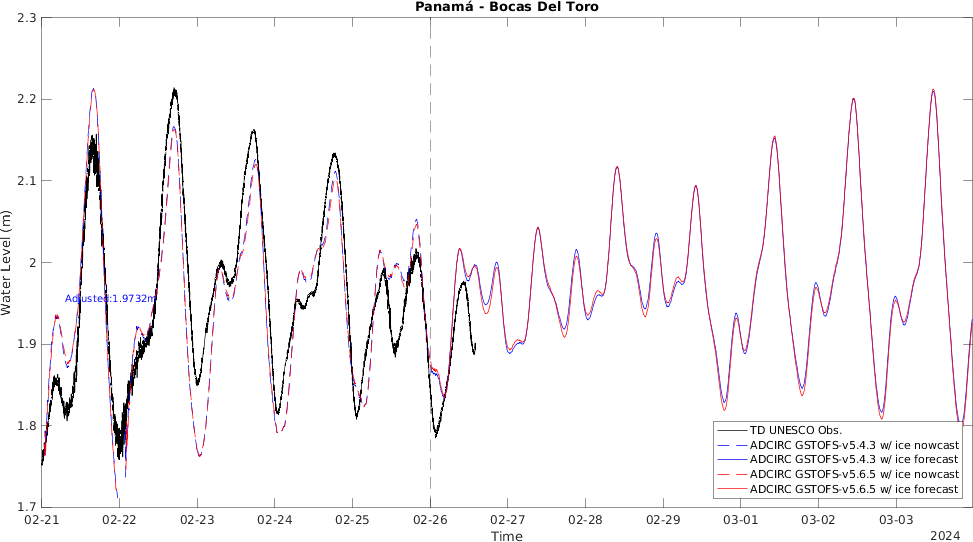 Panamá - Bocas Del Toro
2.3
2.2
2.1
2
1.9
1.8
1.7
Water Level (m)
Adjusted:1.9732m
TD UNESCO Obs.
ADCIRC GSTOFS-v5.4.3 w/ ice nowcast
ADCIRC GSTOFS-v5.4.3 w/ ice forecast
ADCIRC GSTOFS-v5.6.5 w/ ice nowcast
ADCIRC GSTOFS-v5.6.5 w/ ice forecast
02-21 02-22 02-23 02-24 02-25 02-26 02-27 02-28 02-29 03-01 03-02 03-03
Time
2024